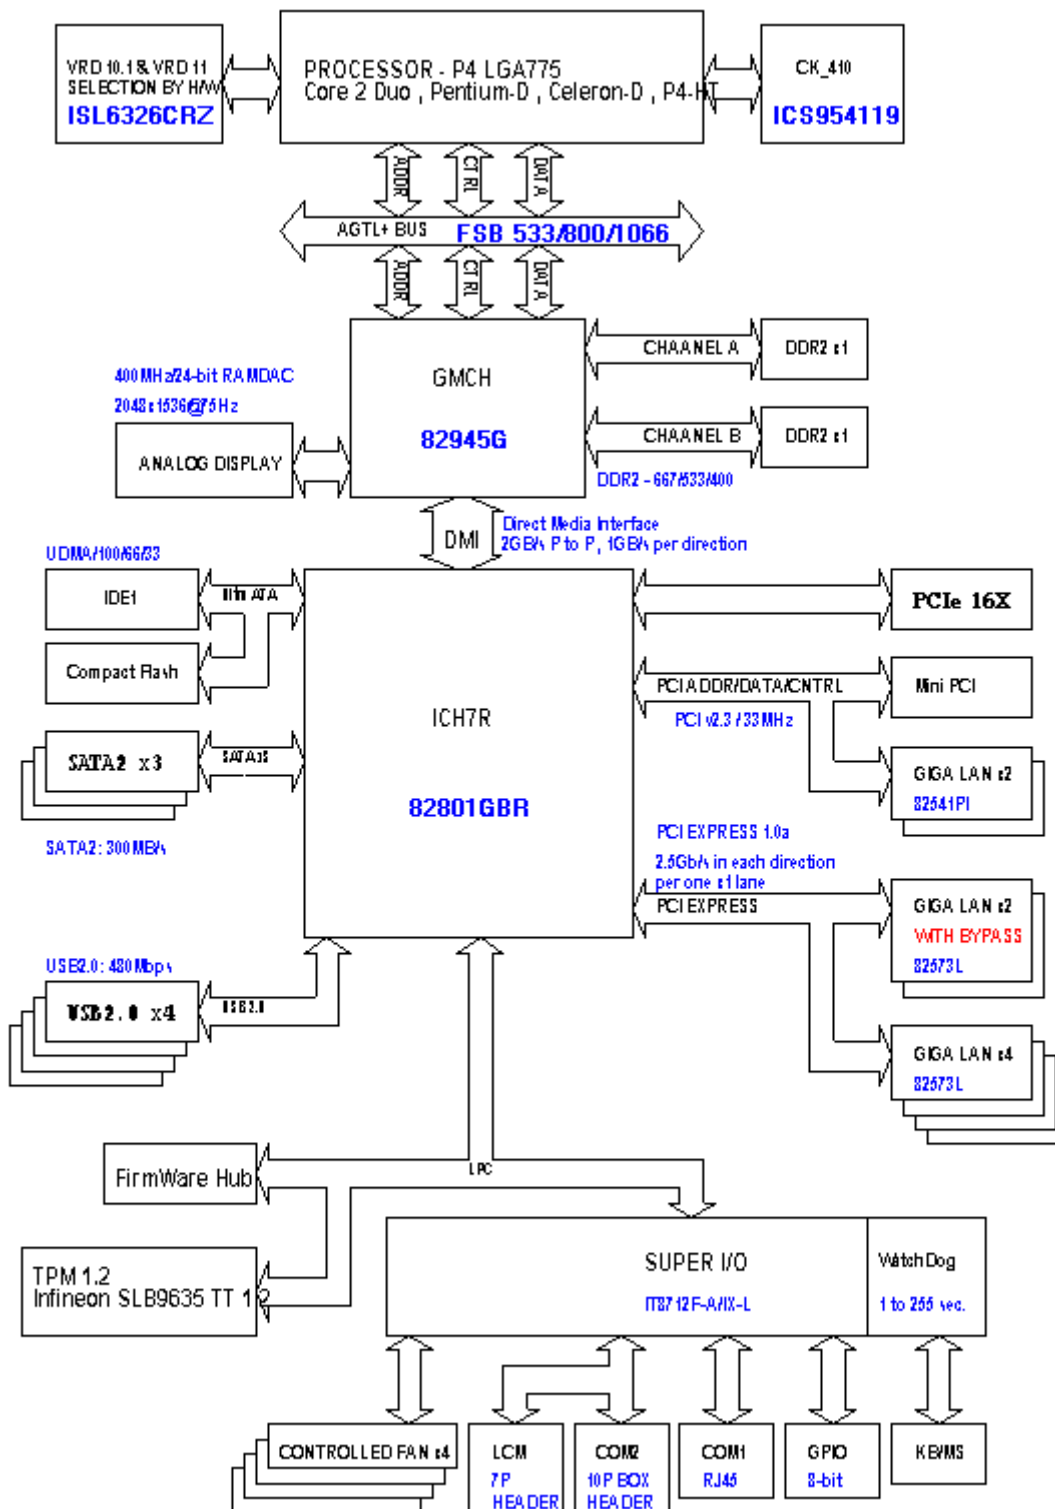 VRD 10.1 & VRD 11
SELECTION BY H/W
ISL6326CRZ
PROCESSOR - P4 LGA775
Core 2 Duo , Pentium-D , Celeron-D , P4-HT
CK_410
ICS954119
ADDR
CTRL
DATA
AGTL+ BUS
FSB 533/800/1066
ADDR
CTRL
DATA
GMCH
82945G
CHAANEL A
DDR2 x1
CHAANEL B
DDR2 x1
DDR2 - 667/533/400
400MHz/24-bit RAMDAC
2048x1536@75Hz
ANALOG DISPLAY
DMI
Direct Media Interface
2GB/s P to P, 1GB/s per direction
UDMA/100/66/33
IDE1
ATA
Compact Flash
SATA2 x3
SATA2: 300MB/s
ICH7R
82801GBR
PCIe 16X
PCI ADDR/DATA/CNTRL
PCI v2.3 / 33MHz
Mini PCI
GIGA LAN x2
82541PI
PCI EXPRESS 1.0a
2.5Gb/s in each direction
per one x1 lane
PCI EXPRESS
GIGA LAN x2
WITH BYPASS
82573L
GIGA LAN x4
82573L
USB2.0: 480Mbps
USB2.0 x4
USB2.0
LPC
FirmWare Hub
TPM 1.2
Infineon SLB9635 TT 1.2
SUPER I/O
IT8712F-A/IX-L
WatchDog
1 to 255 sec.
CONTROLLED FAN x4
LCM
7P
HEADER
COM2
10P BOX
HEADER
COM1
RJ45
GPIO
8-bit
KB/MS